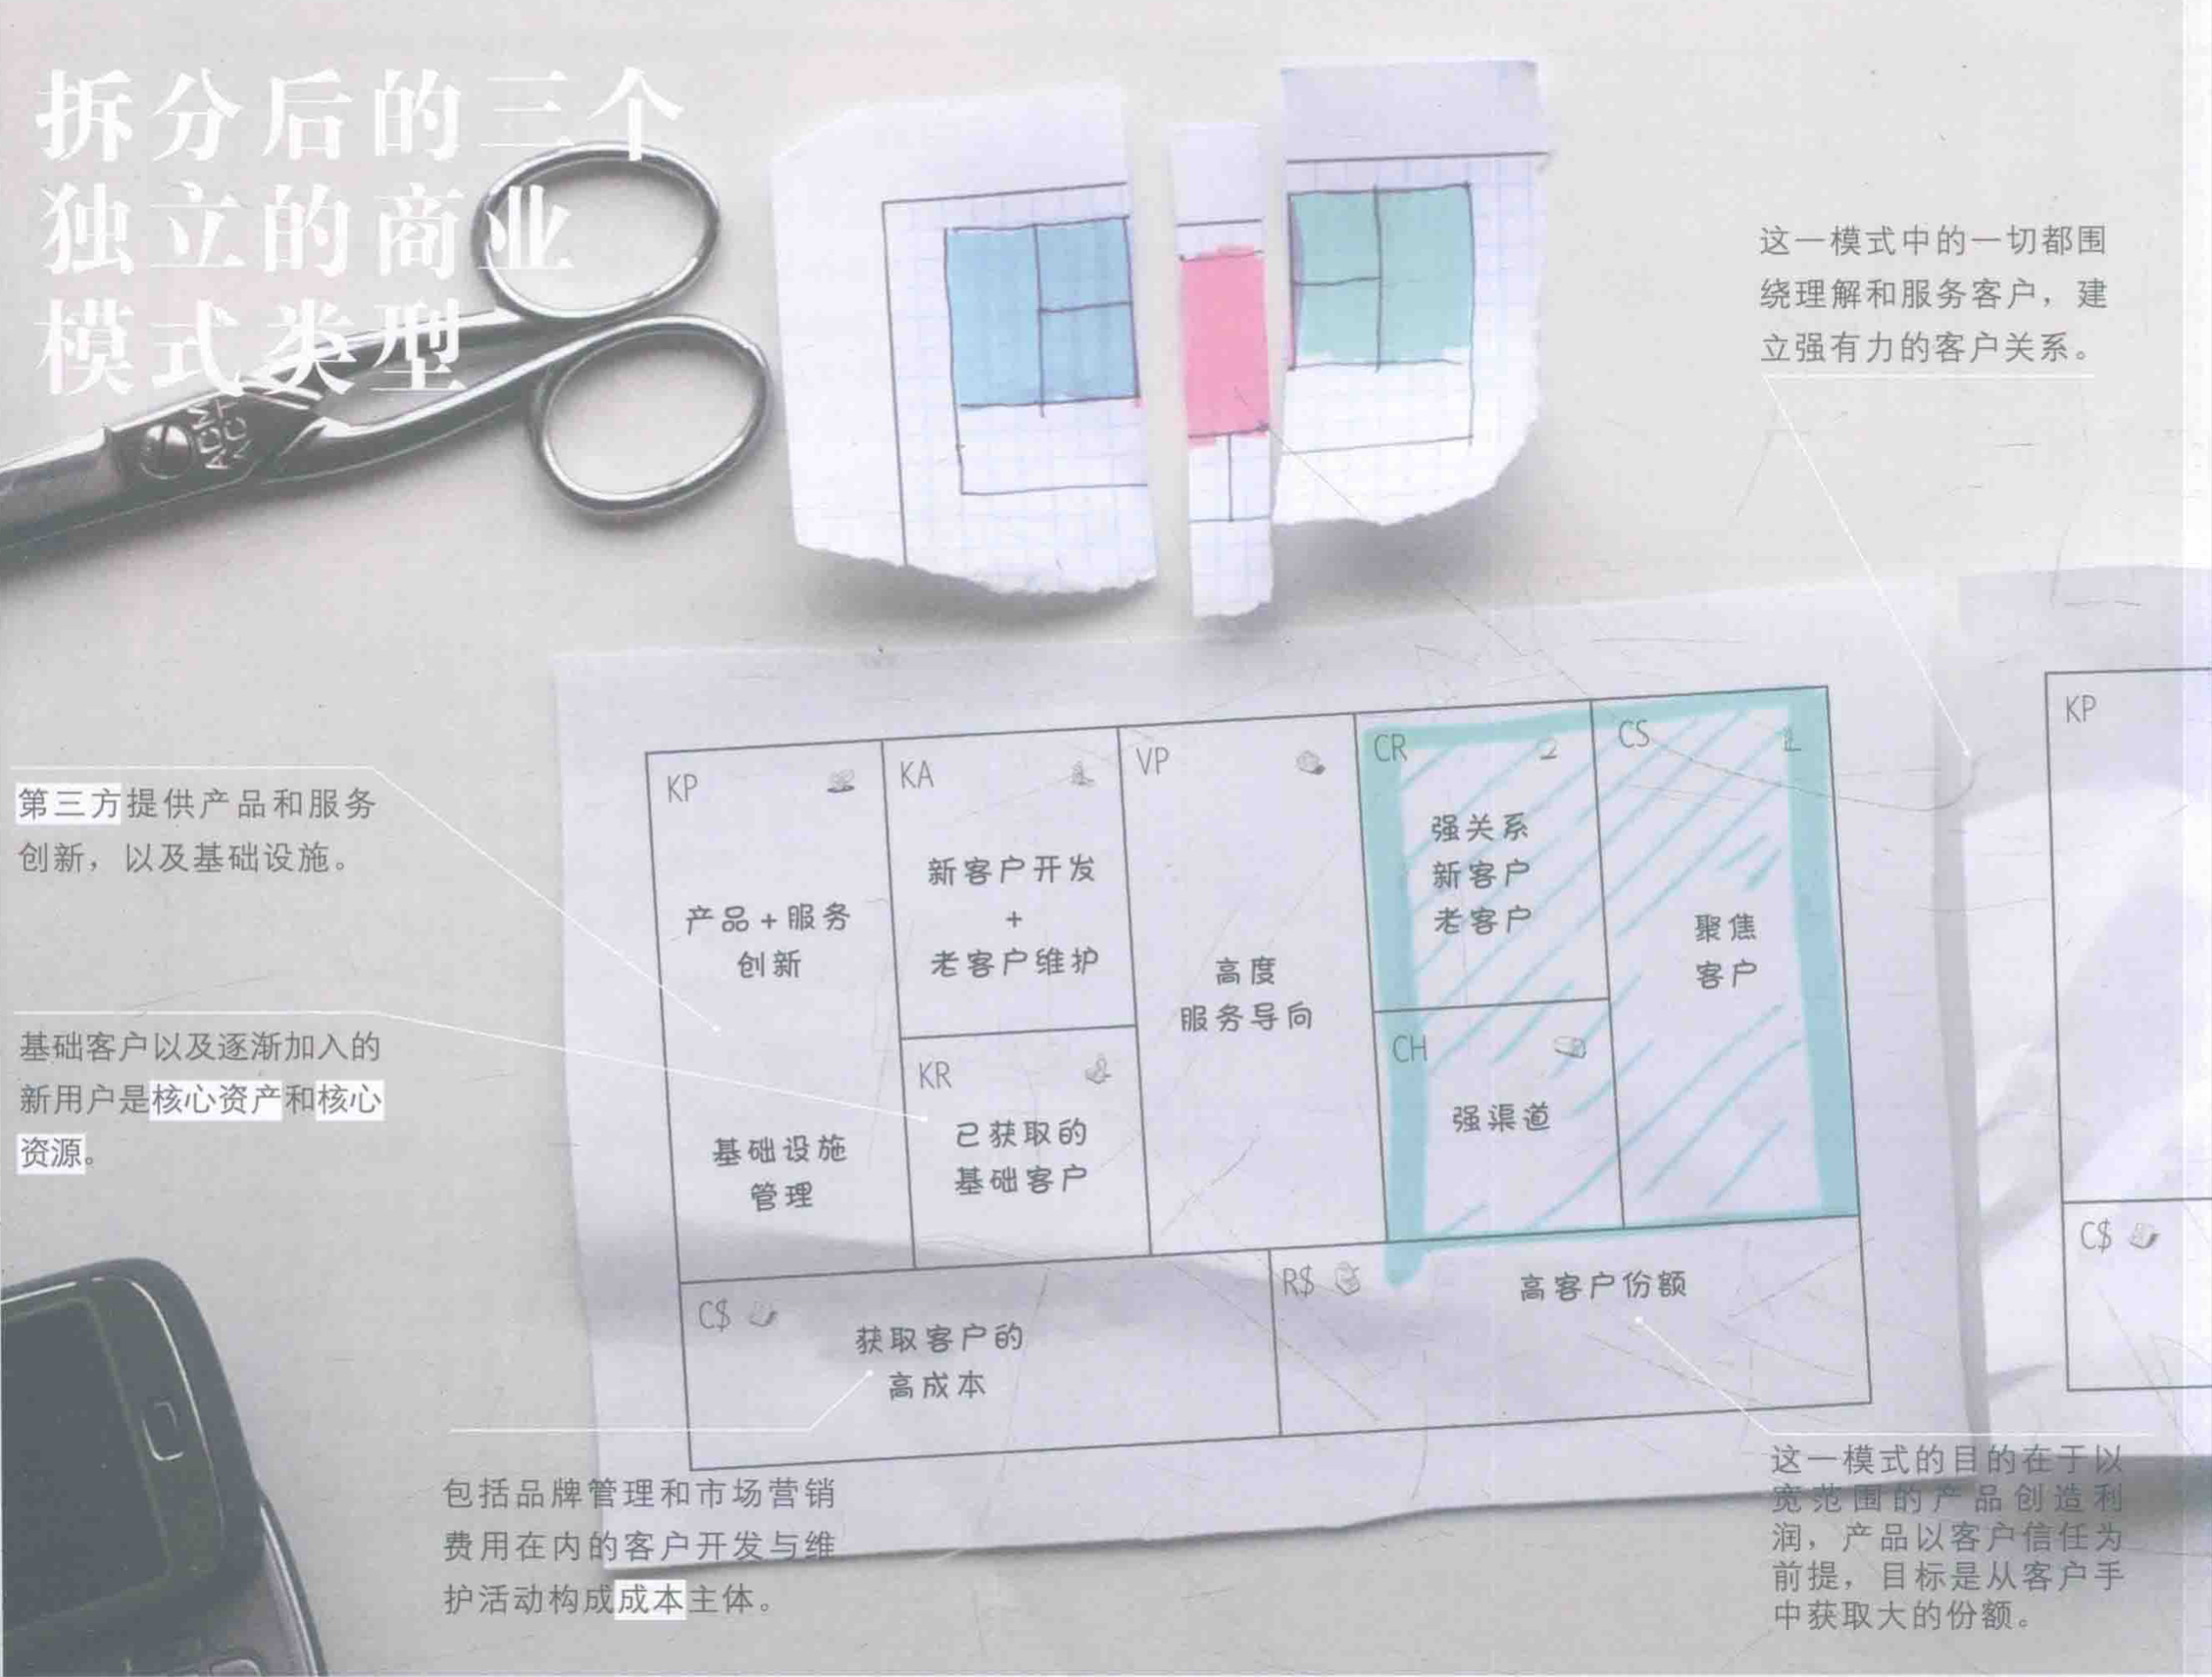 拆分后的三个
独立的商业
模式类型
这一模式中的一切都围
绕理解和服务客户，建
立强有力的客户关系。
第三方提供产品和服务
创新，以及基础设施。
基础客户以及逐渐加入的
新用户是核心资产和核心
资源。
KP
产品+服务
创新
基础设施
管理
KA
新客户开发
+
老客户维护
KR
已获取的
基础客户
VP
高度
服务导向
CR
强关系
新客户
老客户
CH
强渠道
CS
聚焦
客户
C$
获取客户的
高成本
R$
高客户份额
KP
C$
包括品牌管理和市场营销
费用在内的客户开发与维
护活动构成成本主体。
这一模式的目的在于以
宽范围的产品创造利
润，产品以客户信任为
前提，目标是从客户手
中获取大的份额。